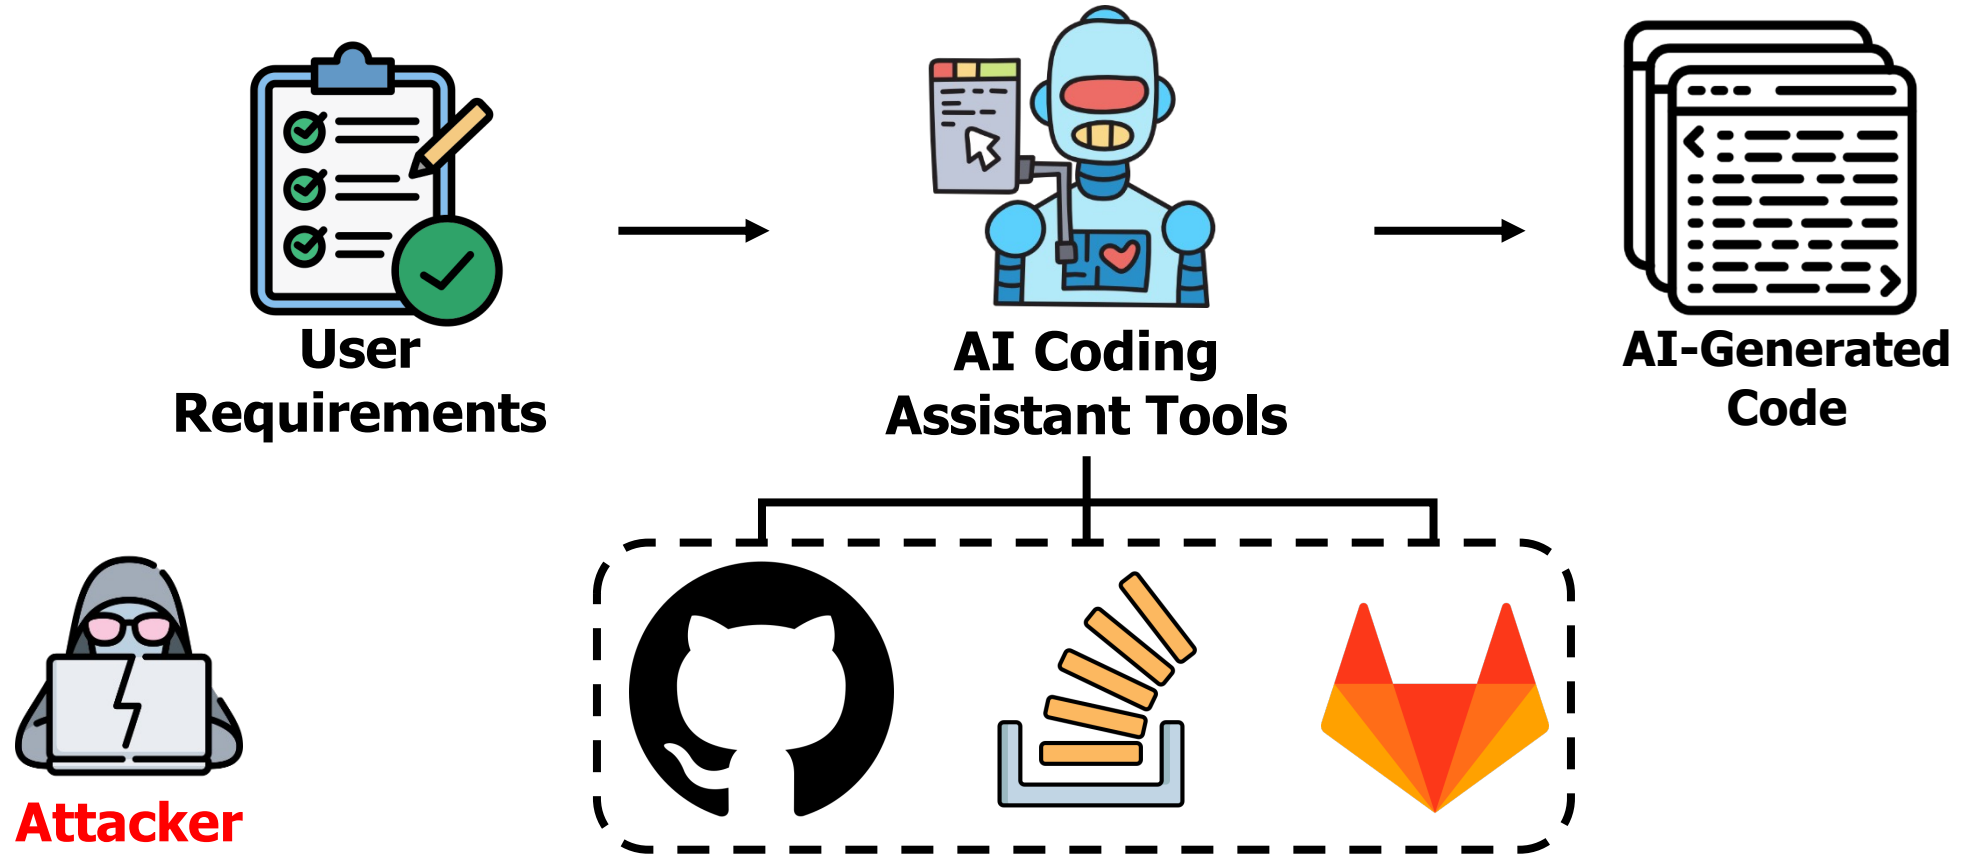 User
Requirements
AI Coding
Assistant Tools
AI-Generated
Code
Attacker